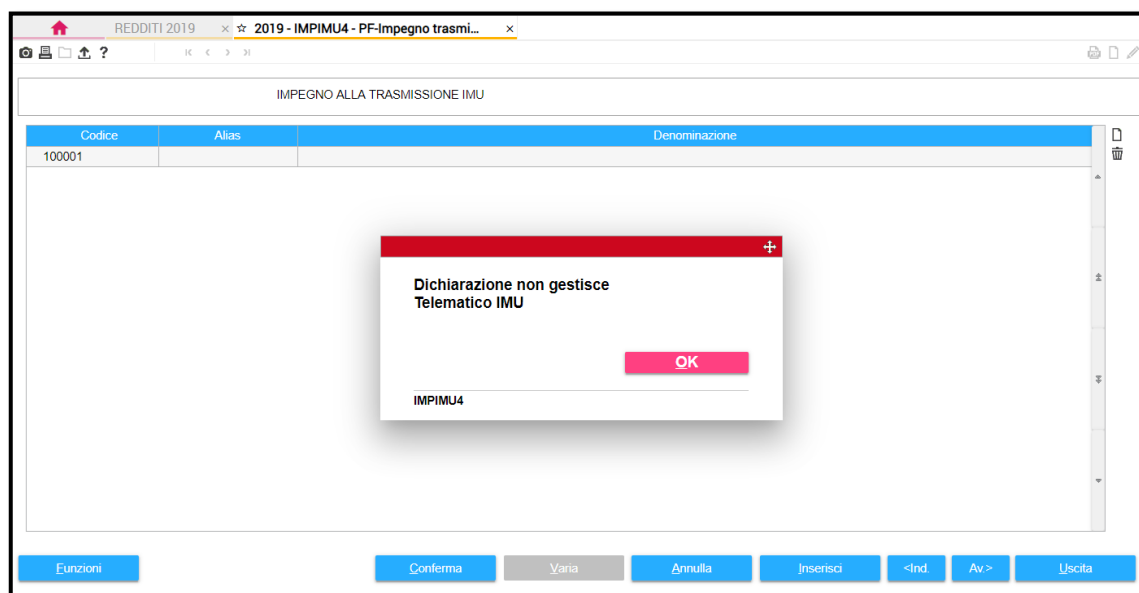 REDDITI 2019 × ☆ 2019 - IMPIMU4 - PF-Impegno trasmi... ×
?
IMPEGNO ALLA TRASMISSIONE IMU
Codice Alias Denominazione
100001
Dichiarazione non gestisce
Telematico IMU
OK
IMPIMU4
Funzioni Conferma Varia Annulla Inserisci <Ind. Av.> Uscita